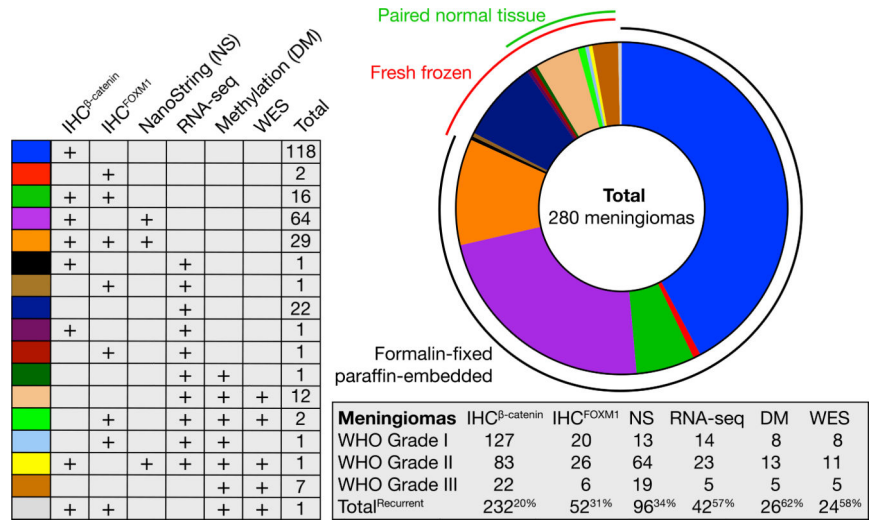 IHCβ-catenin IHCFOXM1 NanoString (NS) RNA-seq Methylation (DM) WES Total
+ 118
+ 2
+ + 16
+ + 64
+ + + 29
+ + 1
+ + 1
+ 22
+ + 1
+ + 1
+ + 1
+ + + 12
+ + + + 2
+ + + 1
+ + + + + 1
+ + 7
+ + + + 1
Paired normal tissue
Fresh frozen
Total
280 meningiomas
Formalin-fixed
paraffin-embedded
Meningiomas IHCβ-catenin IHCFOXM1 NS RNA-seq DM WES
WHO Grade I 127 20 13 14 8 8
WHO Grade II 83 26 64 23 13 11
WHO Grade III 22 6 19 5 5 5
TotalRecurrent 23220% 5231% 9634% 4257% 2662% 2458%